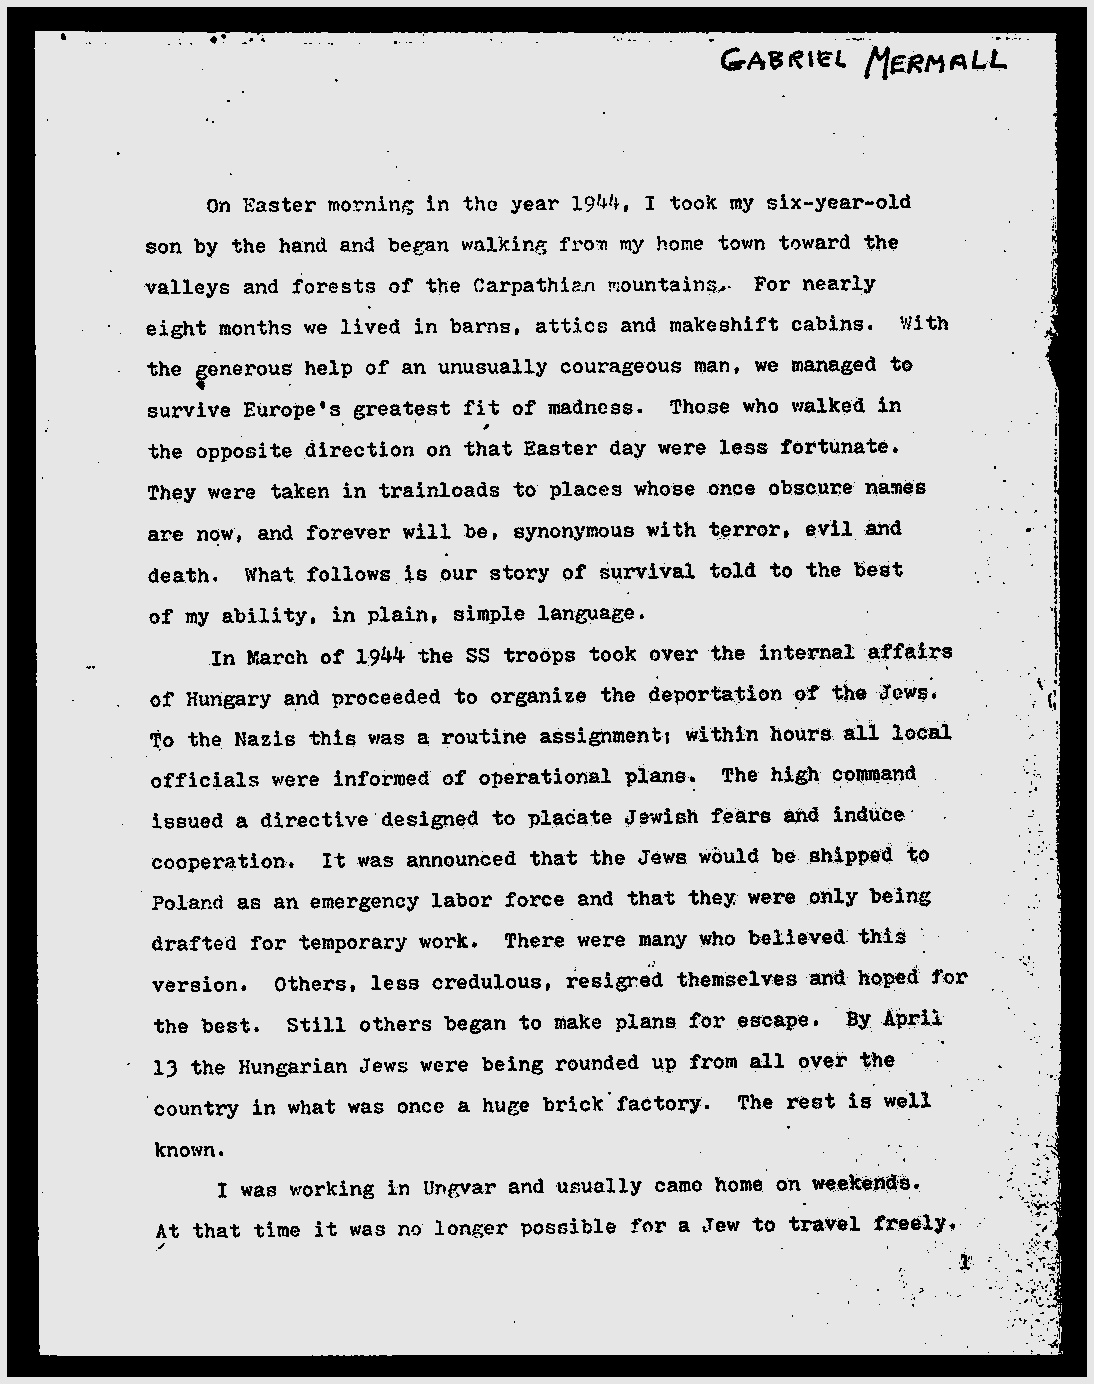 GABRIEL MERMALL
On Easter morning in the year 1944, I took my six-year-old
son by the hand and began walking from my home town toward the
valleys and forests of the Carpathian mountains. For nearly
eight months we lived in barns, attics and makeshift cabins. With
the generous help of an unusually courageous man, we managed to
survive Europe's greatest fit of madness. Those who walked in
the opposite direction on that Easter day were less fortunate.
They were taken in trainloads to places whose once obscure names
are now, and forever will be, synonymous with terror, evil and
death. What follows is our story of survival told to the best
of my ability, in plain, simple language.
In March of 1944 the SS troops took over the internal affairs
of Hungary and proceeded to organize the deportation of the Jews.
To the Nazis this was a routine assignment; within hours all local
officials were informed of operational plans. The high command
issued a directive designed to placate Jewish fears and induce
cooperation. It was announced that the Jews would be shipped to
Poland as an emergency labor force and that they were only being
drafted for temporary work. There were many who believed this
version. Others, less credulous, resigned themselves and hoped for
the best. Still others began to make plans for escape. By April
13 the Hungarian Jews were being rounded up from all over the
country in what was once a huge brick factory. The rest is well
known.
I was working in Ungvar and usually came home on weekends.
At that time it was no longer possible for a Jew to travel freely.
1